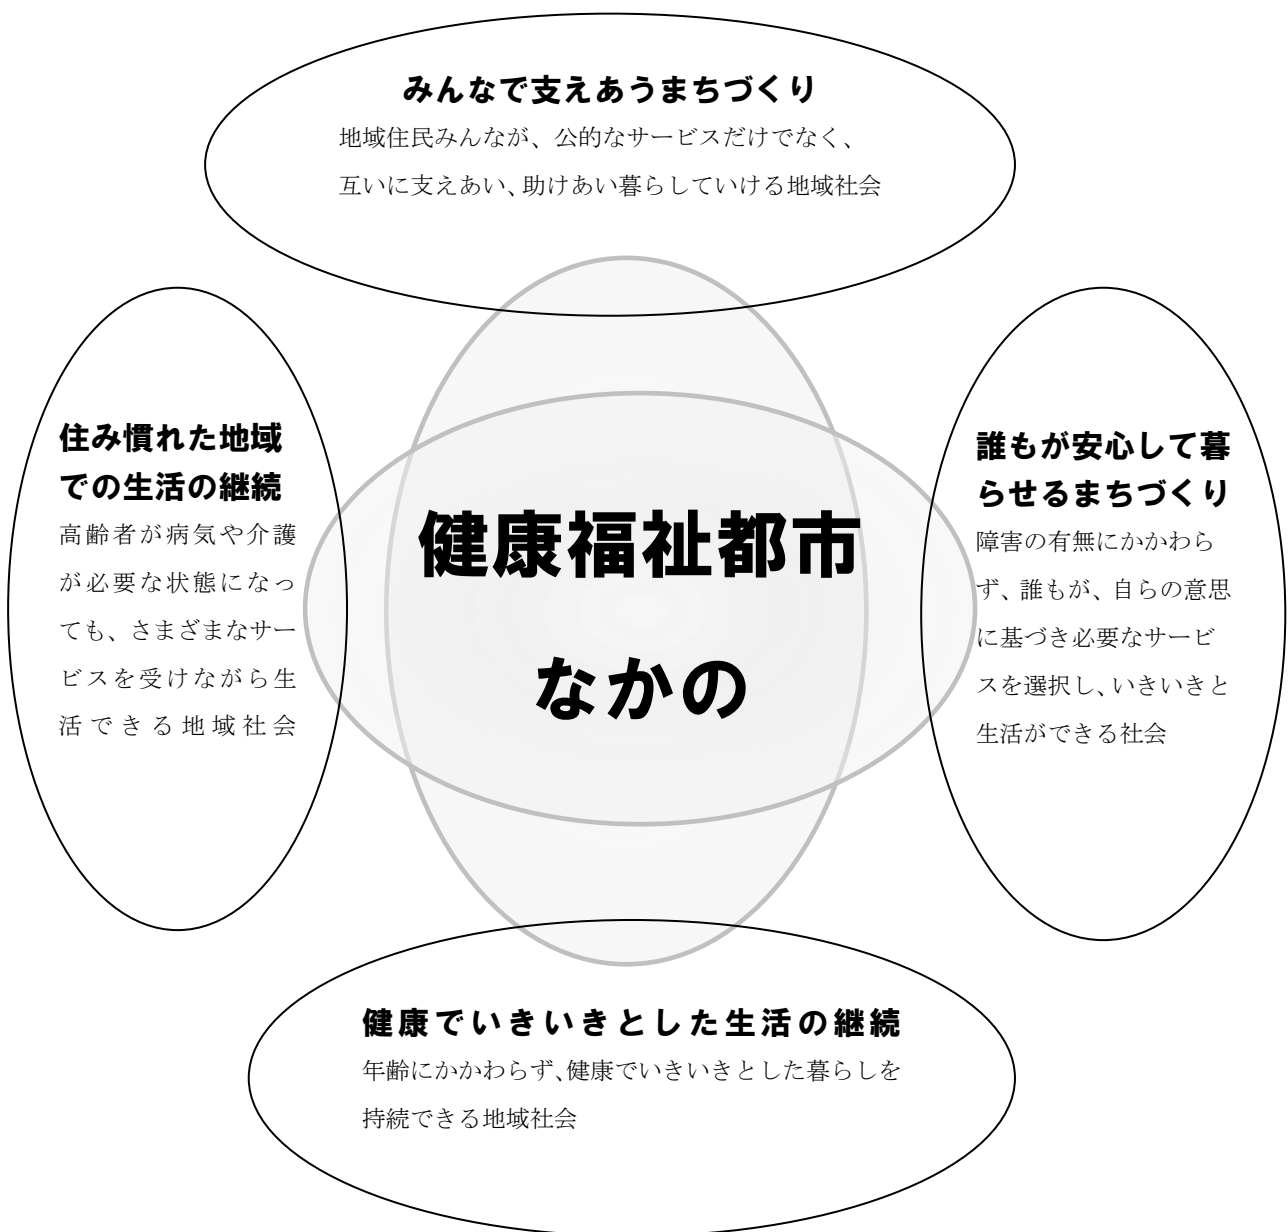 みんなで支えあうまちづくり
地域住民みんなが、公的なサービスだけでなく、
互いに支えあい、助けあい暮らしていける地域社会
住み慣れた地域
での生活の継続
高齢者が病気や介護
が必要な状態になっ
ても、さまざまなサー
ビスを受けながら生
活できる地域社会
健康福祉都市
なかの
誰もが安心して暮
らせるまちづくり
障害の有無にかかわら
ず、誰もが、自らの意思
に基づき必要なサービ
スを選択し、いきいきと
生活ができる社会
健康でいきいきとした生活の継続
年齢にかかわらず、健康でいきいきとした暮らしを
持続できる地域社会